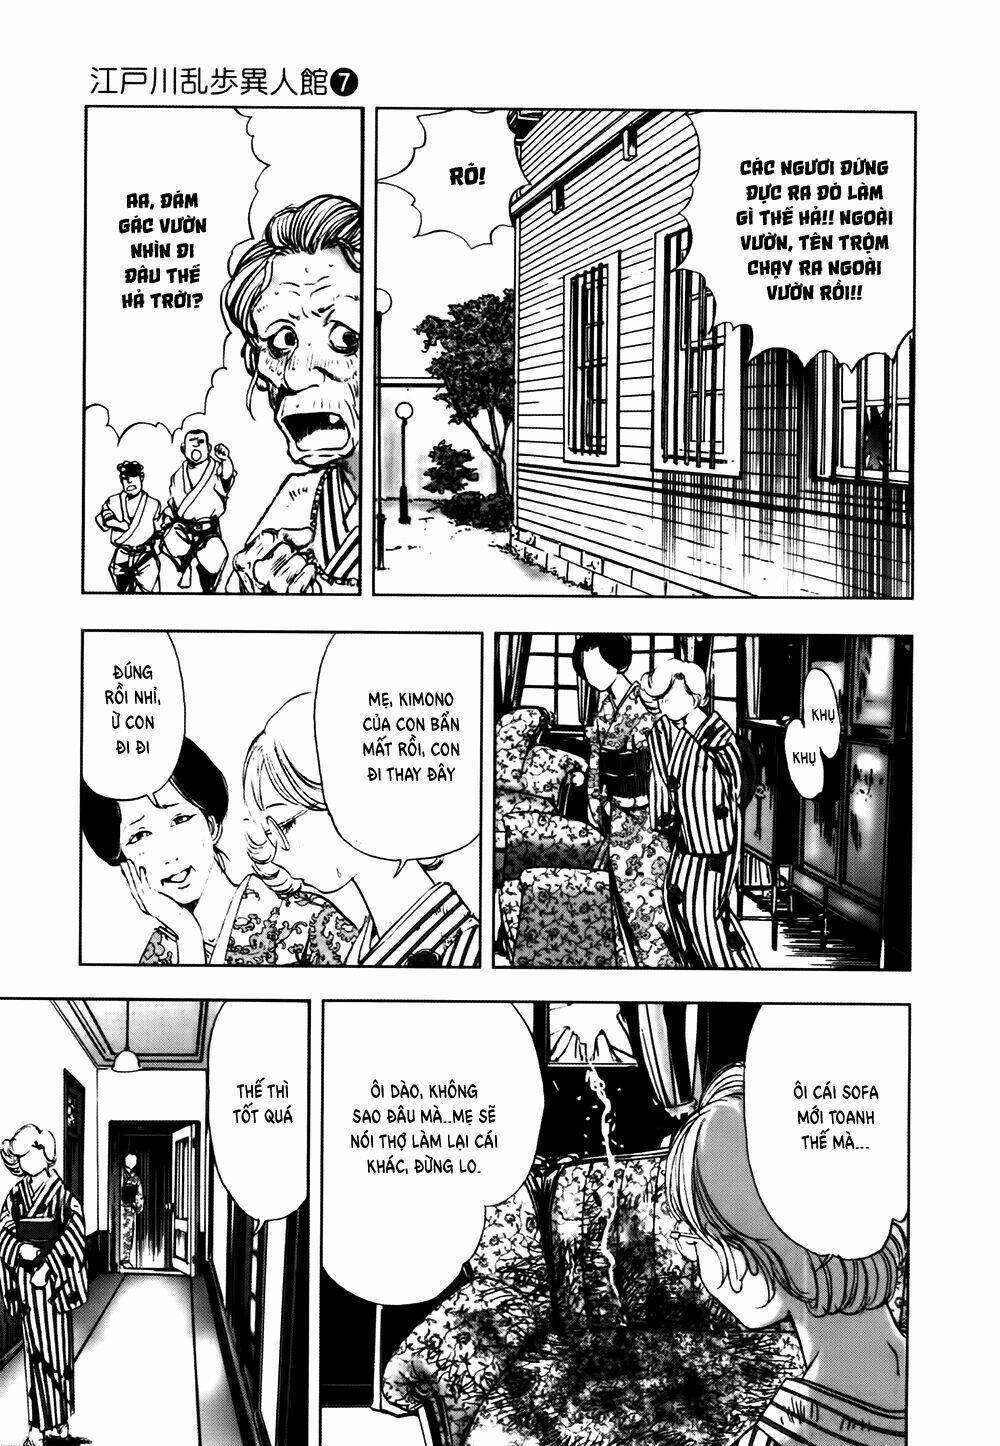 江戸川乱歩異人館❼
CÁC NGƯƠI ĐỨNG
ĐỰC RA ĐÓ LÀM
GÌ THẾ HẢ!! NGOÀI
VƯỜN, TÊN TRỘM
CHẠY RA NGOÀI
VƯỜN RỒI!!
RÕ!
AA, ĐÁM
GÁC VƯỜN
NHÌN ĐI
ĐÂU THẾ
HẢ TRỜI?
KHỤ
KHỤ
MẸ, KIMONO
CỦA CON BẨN
MẤT RỒI, CON
ĐI THAY ĐÂY
ĐÚNG
RỒI NHỈ,
Ừ CON
ĐI ĐI
ÔI CÁI SOFA
MỚI TOANH
THẾ MÀ...
ÔI DÀO, KHÔNG
SAO ĐÂU MÀ..MẸ SẼ
NÓI THỢ LÀM LẠI CÁI
KHÁC, ĐỪNG LO.
THẾ THÌ
TỐT QUÁ